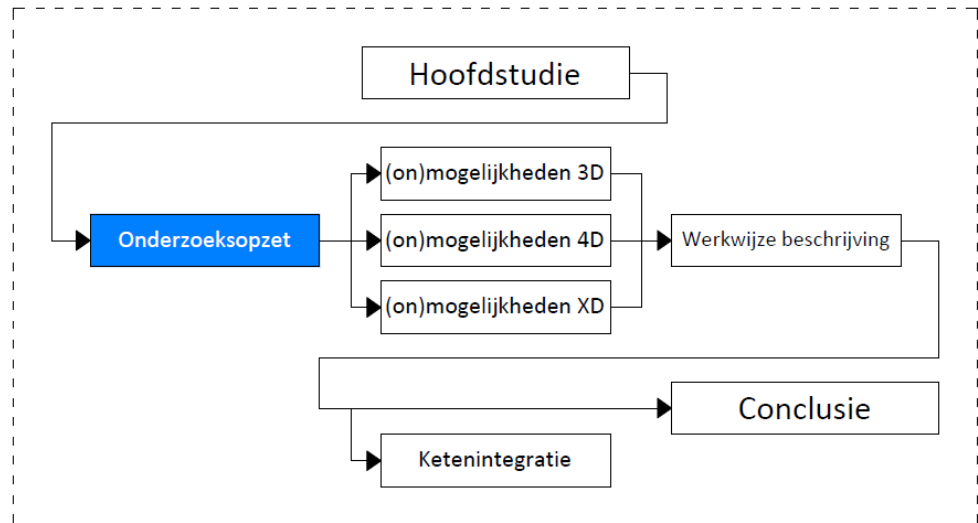 Hoofdstudie
(on)mogelijkheden 3D
Onderzoeksopzet
(on)mogelijkheden 4D
Werkwijze beschrijving
(on)mogelijkheden XD
Conclusie
Ketenintegratie